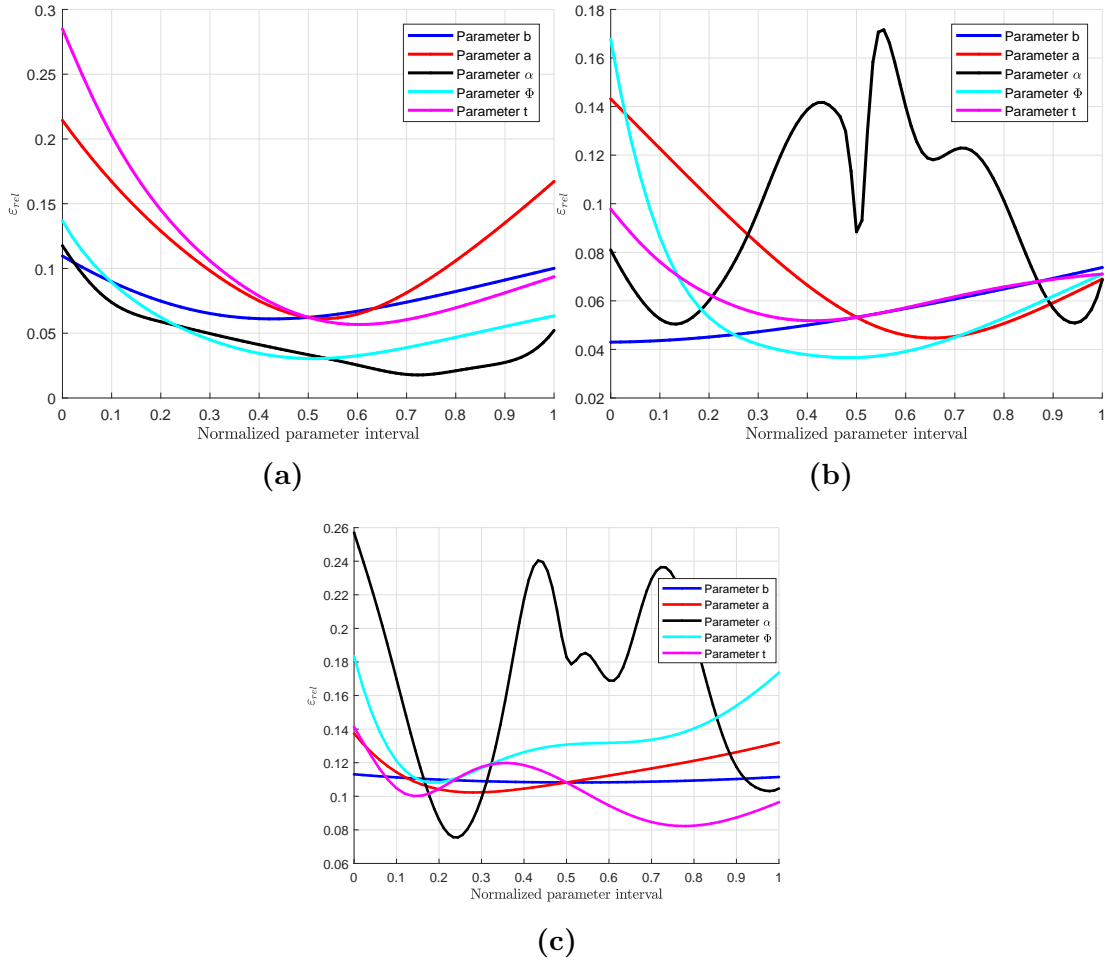 0.3
0.25
0.2
0.15
0.1
0.05
0
ε_rel
Parameter b
Parameter a
Parameter α
Parameter Φ
Parameter t
0 0.1 0.2 0.3 0.4 0.5 0.6 0.7 0.8 0.9 1
Normalized parameter interval
(a)
0.18
0.16
0.14
0.12
0.1
0.08
0.06
0.04
0.02
ε_rel
Parameter b
Parameter a
Parameter α
Parameter Φ
Parameter t
0 0.1 0.2 0.3 0.4 0.5 0.6 0.7 0.8 0.9 1
Normalized parameter interval
(b)
0.26
0.24
0.22
0.2
0.18
0.16
0.14
0.12
0.1
0.08
0.06
ε_rel
Parameter b
Parameter a
Parameter α
Parameter Φ
Parameter t
0 0.1 0.2 0.3 0.4 0.5 0.6 0.7 0.8 0.9 1
Normalized parameter interval
(c)